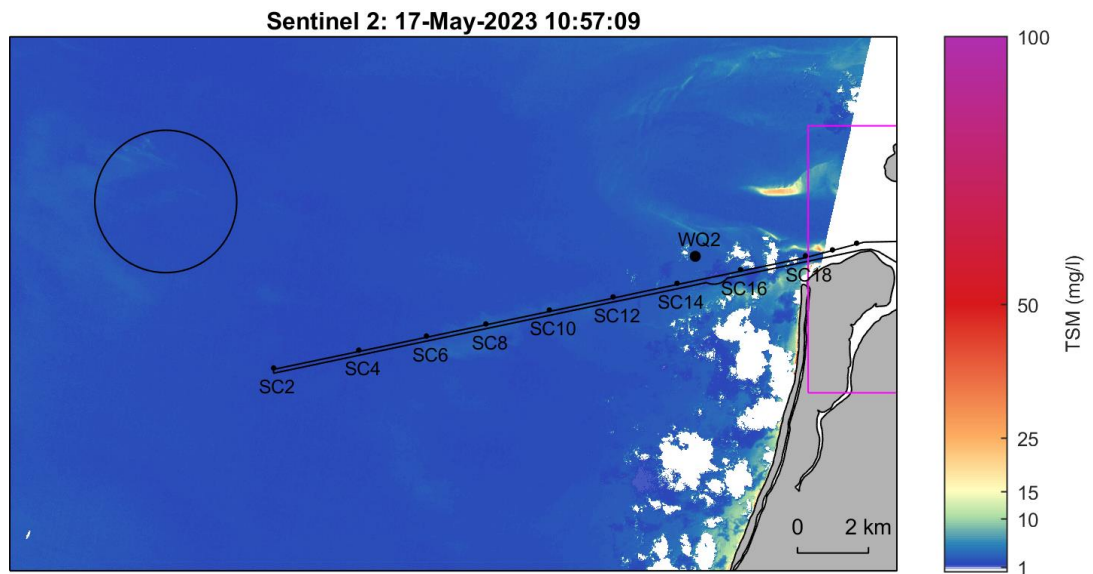 Sentinel 2: 17-May-2023 10:57:09
WQ2
SC18
SC16
SC14
SC12
SC10
SC8
SC6
SC4
SC2
0 2 km
100
50
25
15
10
1
TSM (mg/l)